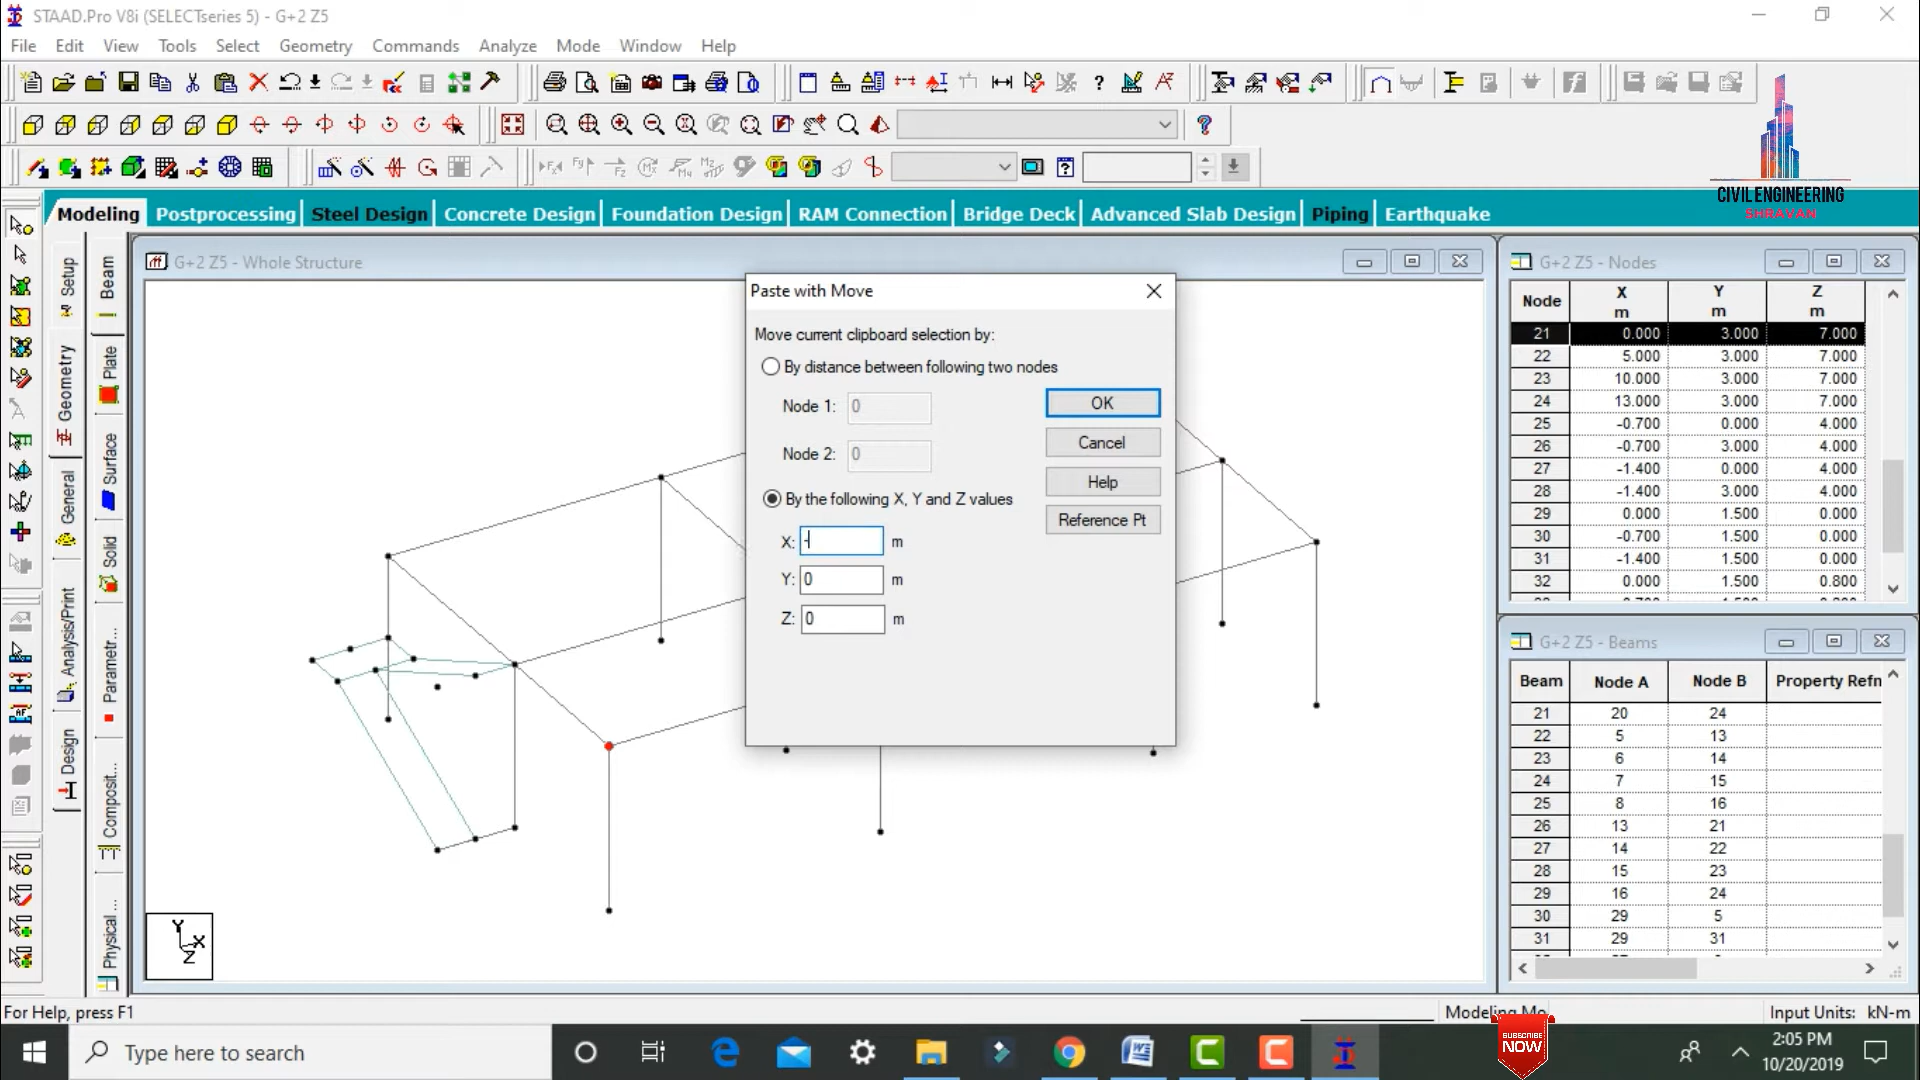 STAAD.Pro V8i (SELECTseries 5) - G+2 Z5
File Edit View Tools Select Geometry Commands Analyze Mode Window Help
CIVIL ENGINEERING
SHRAVAN
Modeling Postprocessing Steel Design Concrete Design Foundation Design RAM Connection Bridge Deck Advanced Slab Design Piping Earthquake
Setup
Geometry
General
Analysis/Print
Design
Beam
Plate
Surface
Solid
Parametr...
Composit...
Physical ...
G+2 Z5 - Whole Structure
Paste with Move
Move current clipboard selection by:
By distance between following two nodes
Node 1: 0
Node 2: 0
By the following X, Y and Z values
X: - m
Y: 0 m
Z: 0 m
OK
Cancel
Help
Reference Pt
Y
X
Z
G+2 Z5 - Nodes
Node X m Y m Z m
21 0.000 3.000 7.000
22 5.000 3.000 7.000
23 10.000 3.000 7.000
24 13.000 3.000 7.000
25 -0.700 0.000 4.000
26 -0.700 3.000 4.000
27 -1.400 0.000 4.000
28 -1.400 3.000 4.000
29 0.000 1.500 0.000
30 -0.700 1.500 0.000
31 -1.400 1.500 0.000
32 0.000 1.500 0.800
G+2 Z5 - Beams
Beam Node A Node B Property Refn
21 20 24
22 5 13
23 6 14
24 7 15
25 8 16
26 13 21
27 14 22
28 15 23
29 16 24
30 29 5
31 29 31
For Help, press F1
Modeling Mo
Input Units: kN-m
SUBSCRIBE
NOW
Type here to search
2:05 PM
10/20/2019